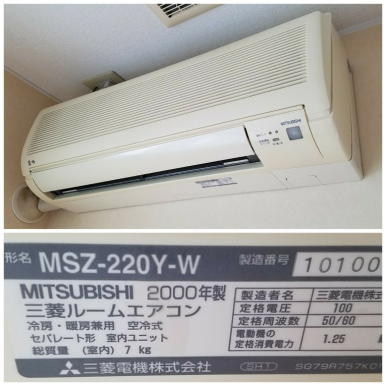 MITSUBISHI
形名 MSZ-220Y-W 製造番号 10100
MITSUBISHI 2000年製
三菱ルームエアコン
冷房・暖房兼用 空冷式
セパレート形 室内ユニット
総質量 (室内) 7 kg
三菱電機株式会社
製造者名 三菱電機株式
定格電圧 100
定格周波数 50/60
電動機の定格消費電力 1.25
SH1 SG79A757K0